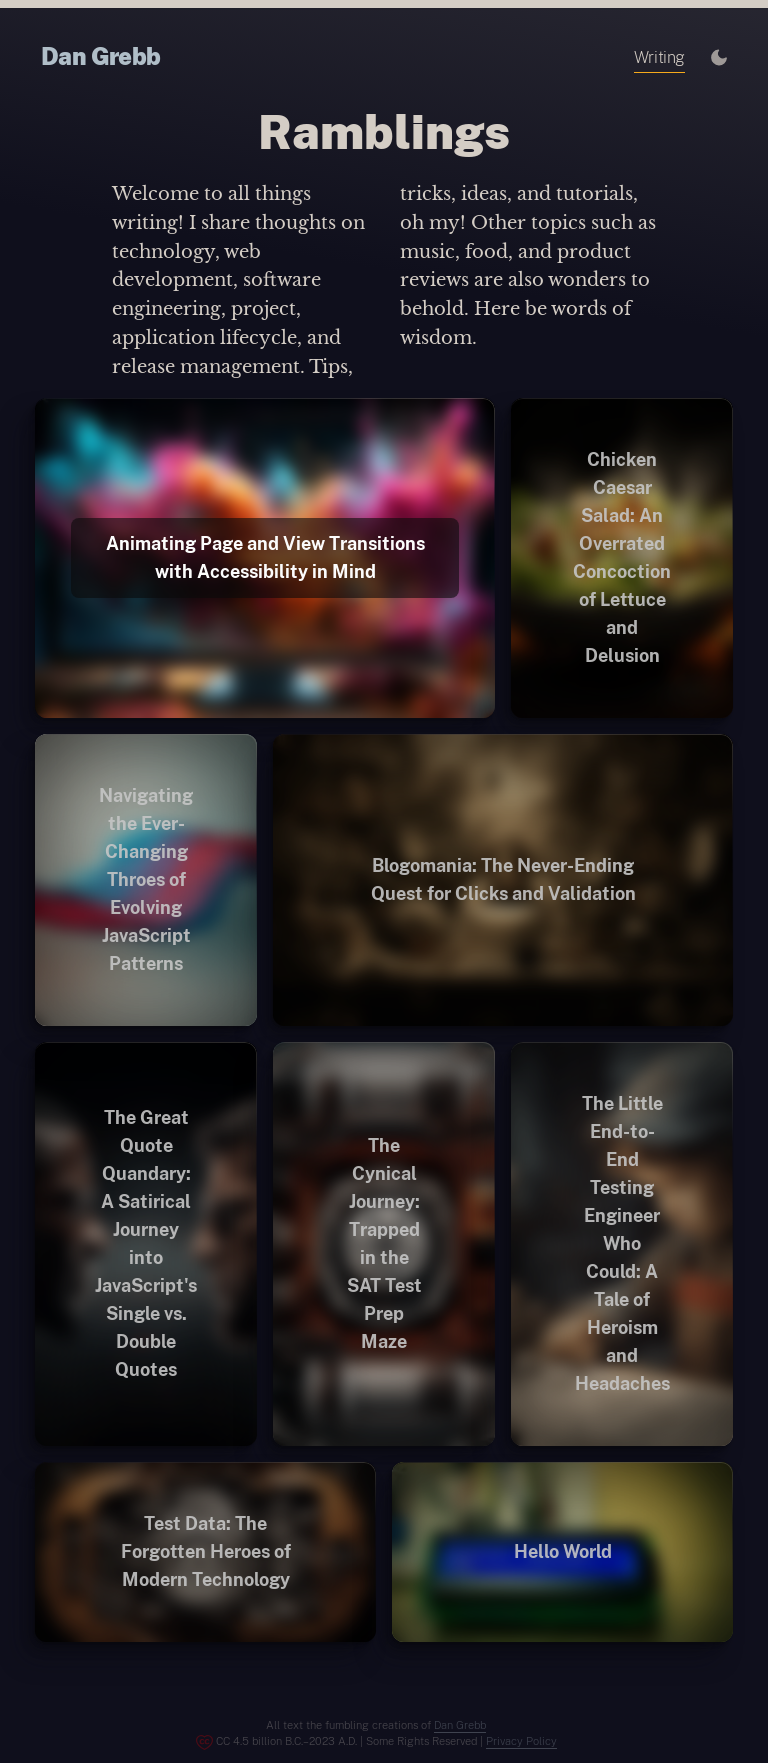 Dan Grebb
Writing
Ramblings
Welcome to all things
writing! I share thoughts on
technology, web
development, software
engineering, project,
application lifecycle, and
release management. Tips,
tricks, ideas, and tutorials,
oh my! Other topics such as
music, food, and product
reviews are also wonders to
behold. Here be words of
wisdom.
Animating Page and View Transitions
with Accessibility in Mind
Chicken
Caesar
Salad: An
Overrated
Concoction
of Lettuce
and
Delusion
Navigating
the Ever-
Changing
Throes of
Evolving
JavaScript
Patterns
Blogomania: The Never-Ending
Quest for Clicks and Validation
The Great
Quote
Quandary:
A Satirical
Journey
into
JavaScript's
Single vs.
Double
Quotes
The
Cynical
Journey:
Trapped
in the
SAT Test
Prep
Maze
The Little
End-to-
End
Testing
Engineer
Who
Could: A
Tale of
Heroism
and
Headaches
Test Data: The
Forgotten Heroes of
Modern Technology
Hello World
All text the fumbling creations of Dan Grebb
CC 4.5 billion B.C.–2023 A.D. | Some Rights Reserved | Privacy Policy